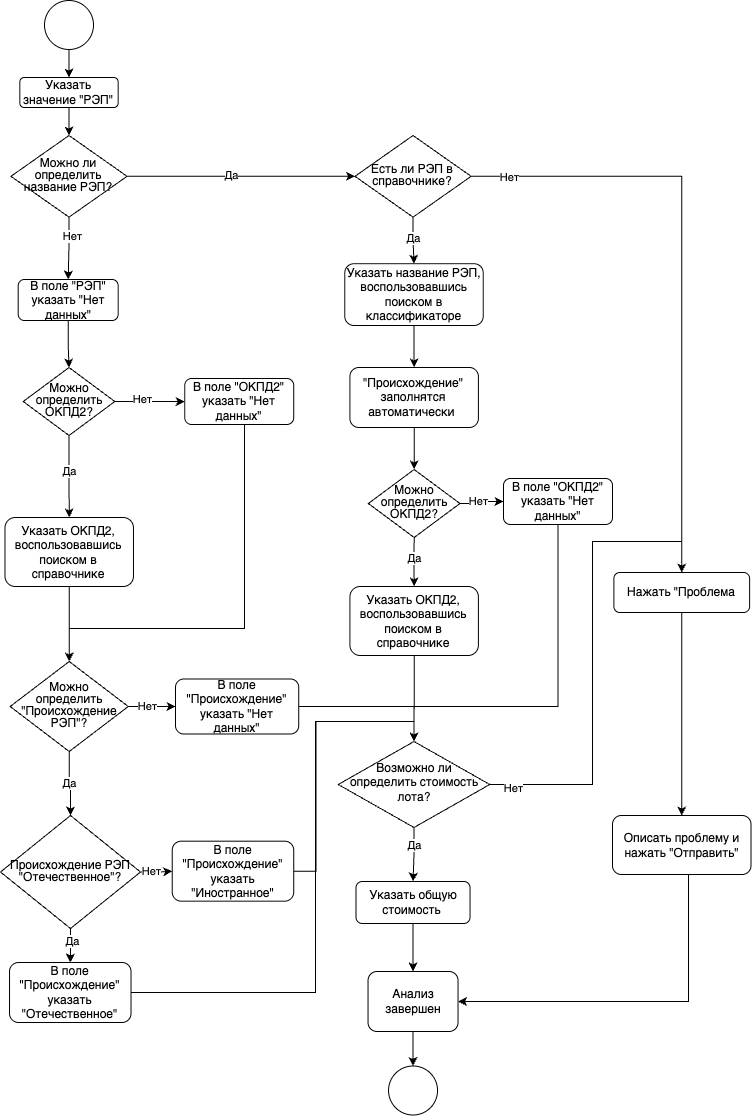 Указать
значение "РЭП"
Можно ли
определить
название РЭП?
Да
Есть ли РЭП в
справочнике?
Нет
Нет
Да
В поле "РЭП"
указать "Нет
данных"
Указать название РЭП,
воспользовавшись
поиском в
классификаторе
Можно
определить
ОКПД2?
Нет
В поле "ОКПД2"
указать "Нет
данных"
"Происхождение"
заполнятся
автоматически
Да
Можно
определить
ОКПД2?
Нет
В поле "ОКПД2"
указать "Нет
данных"
Указать ОКПД2,
воспользовавшись
поиском в
справочнике
Да
Указать ОКПД2,
воспользовавшись
поиском в
справочнике
Нажать "Проблема
Можно
определить
"Происхождение
РЭП"?
Нет
В поле
"Происхождение"
указать "Нет
данных"
Да
Возможно ли
определить стоимость
лота?
Нет
Происхождение РЭП
"Отечественное"?
Нет
В поле
"Происхождение"
указать
"Иностранное"
Да
Описать проблему и
нажать "Отправить"
Указать общую
стоимость
Да
В поле
"Происхождение"
указать
"Отечественное"
Анализ
завершен